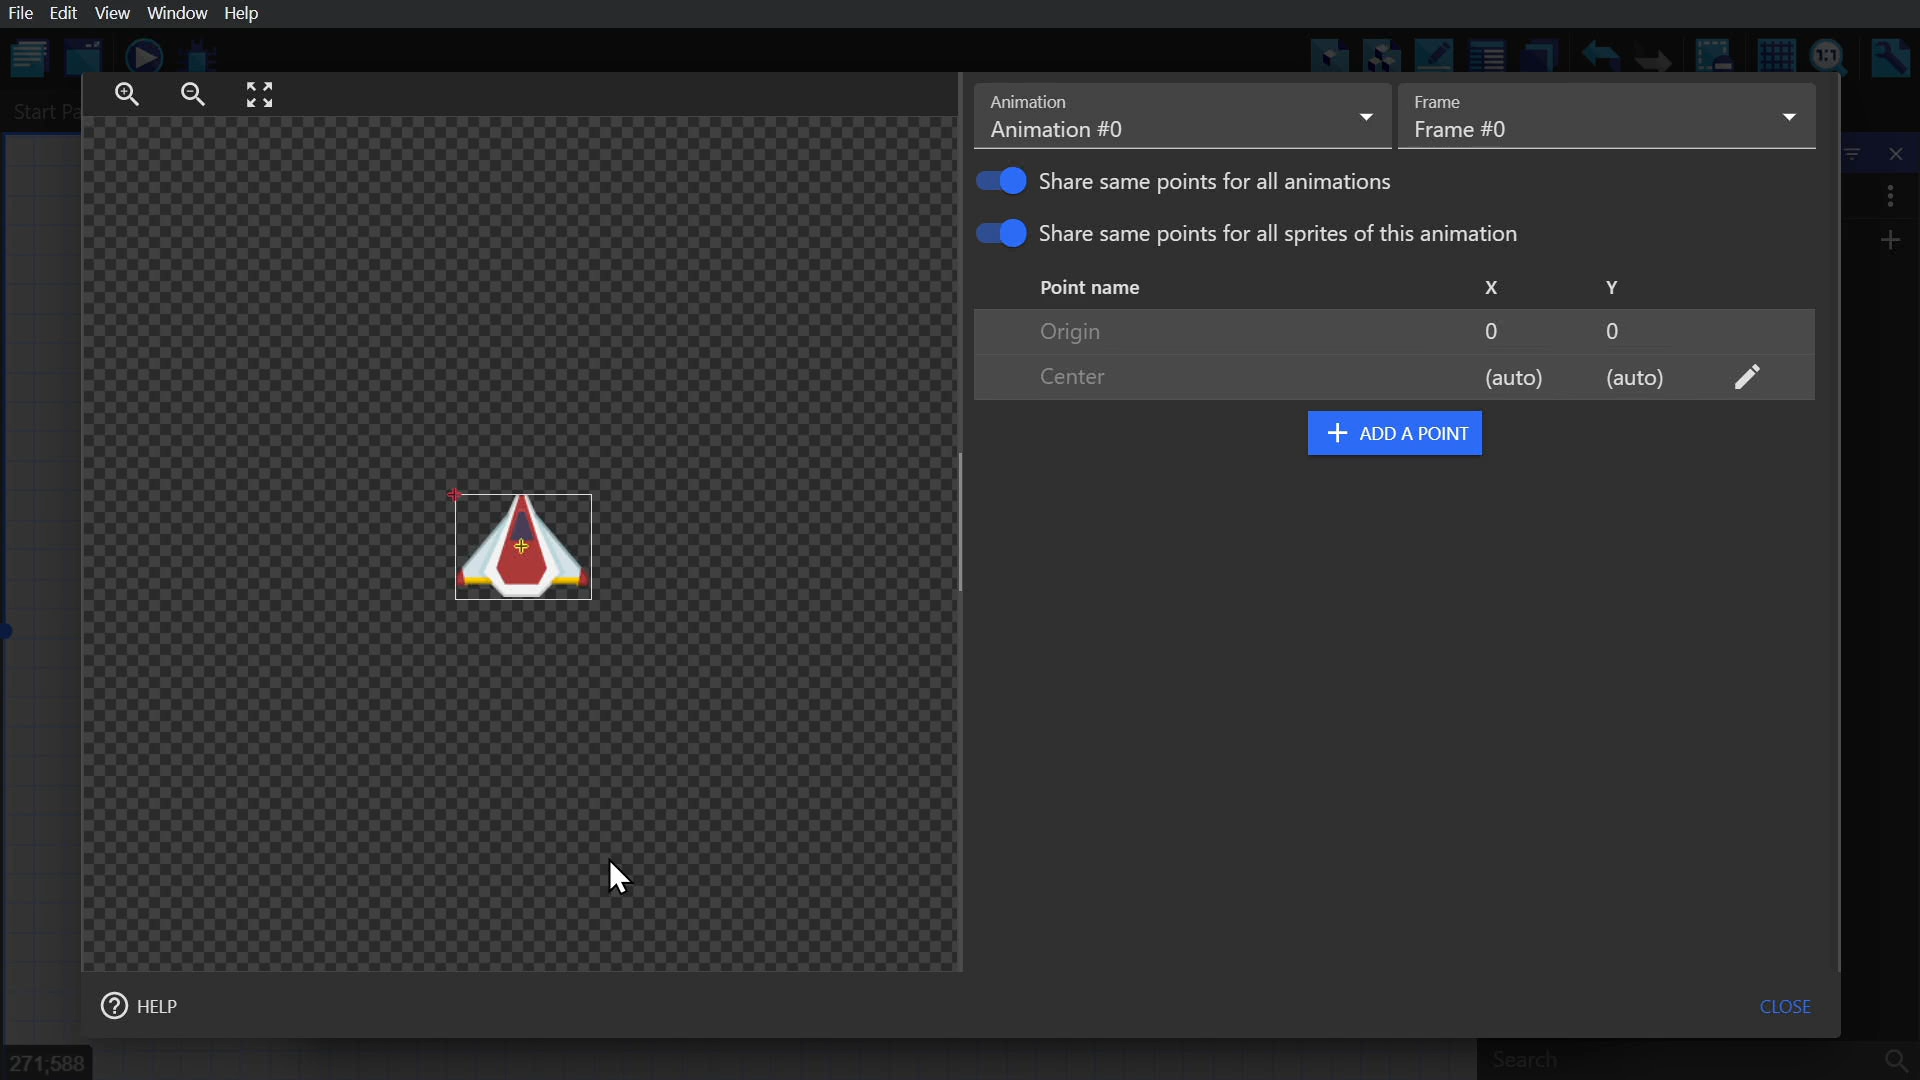 File Edit View Window Help
1:1
Start Pa
Animation
Animation #0
Frame
Frame #0
Share same points for all animations
Share same points for all sprites of this animation
Point name X Y
Origin 0 0
Center (auto) (auto)
ADD A POINT
HELP
CLOSE
271;588
Search